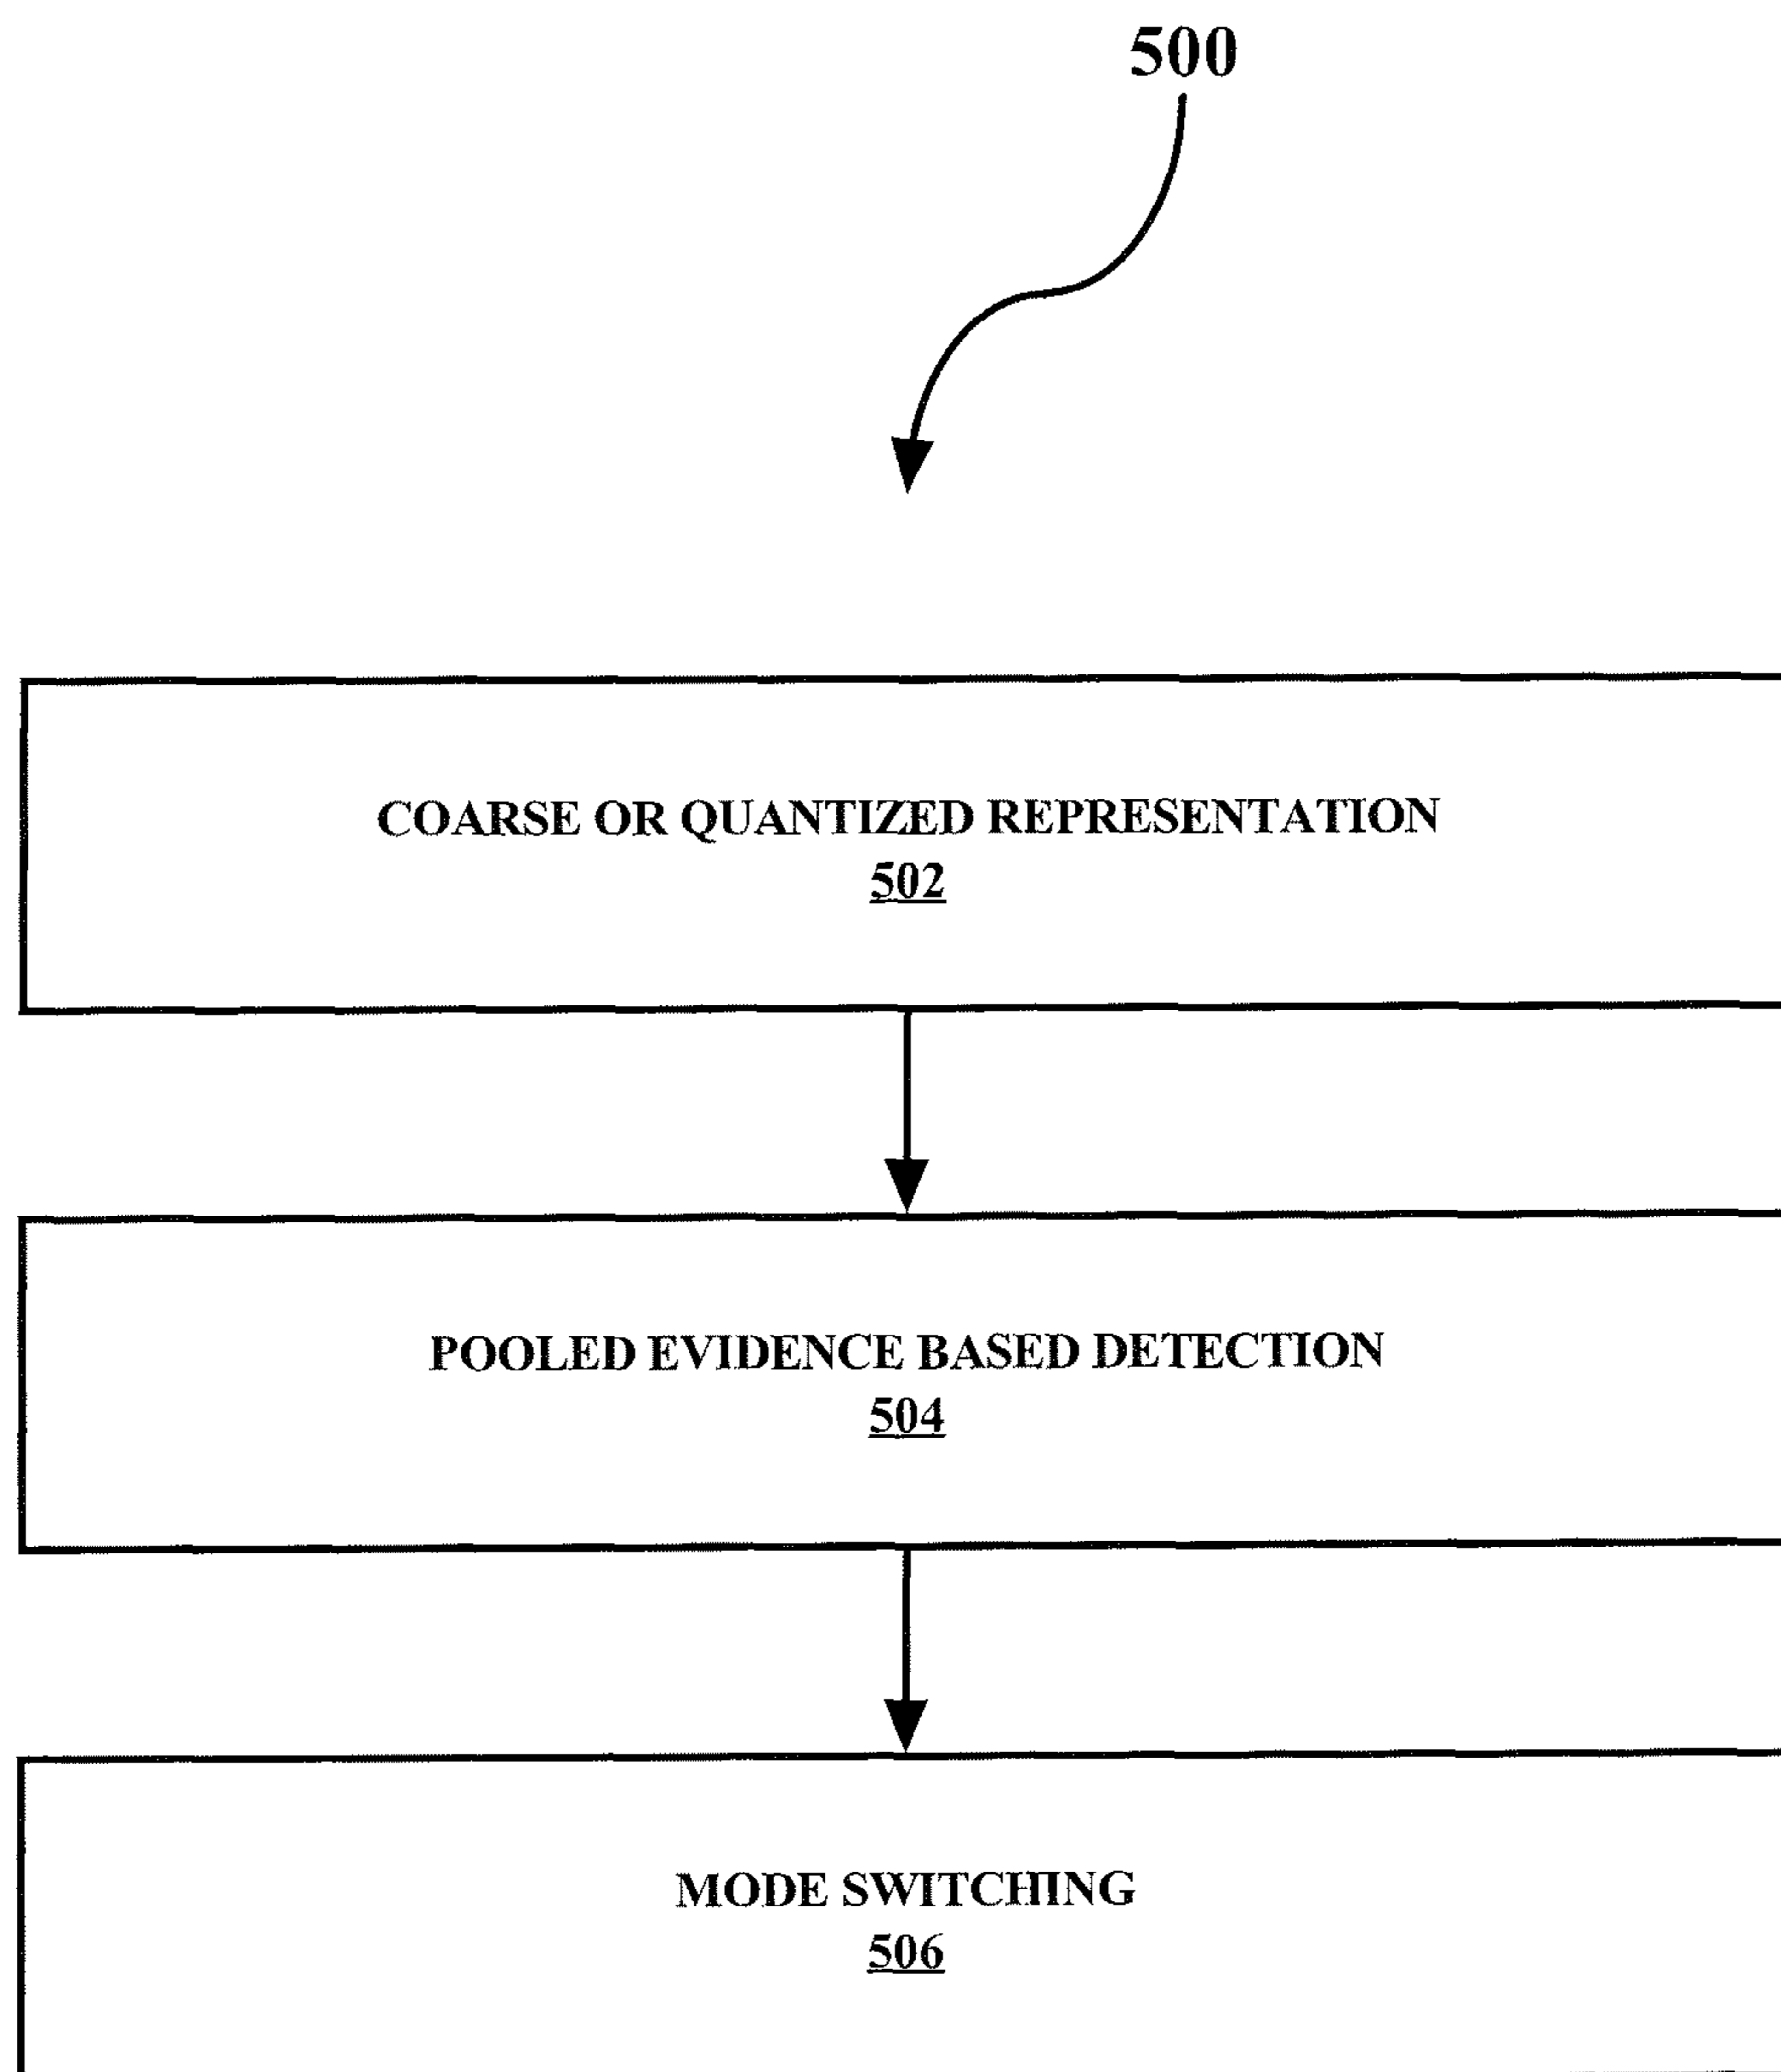 500
COARSE OR QUANTIZED REPRESENTATION
502
POOLED EVIDENCE BASED DETECTION
504
MODE SWITCHING
506